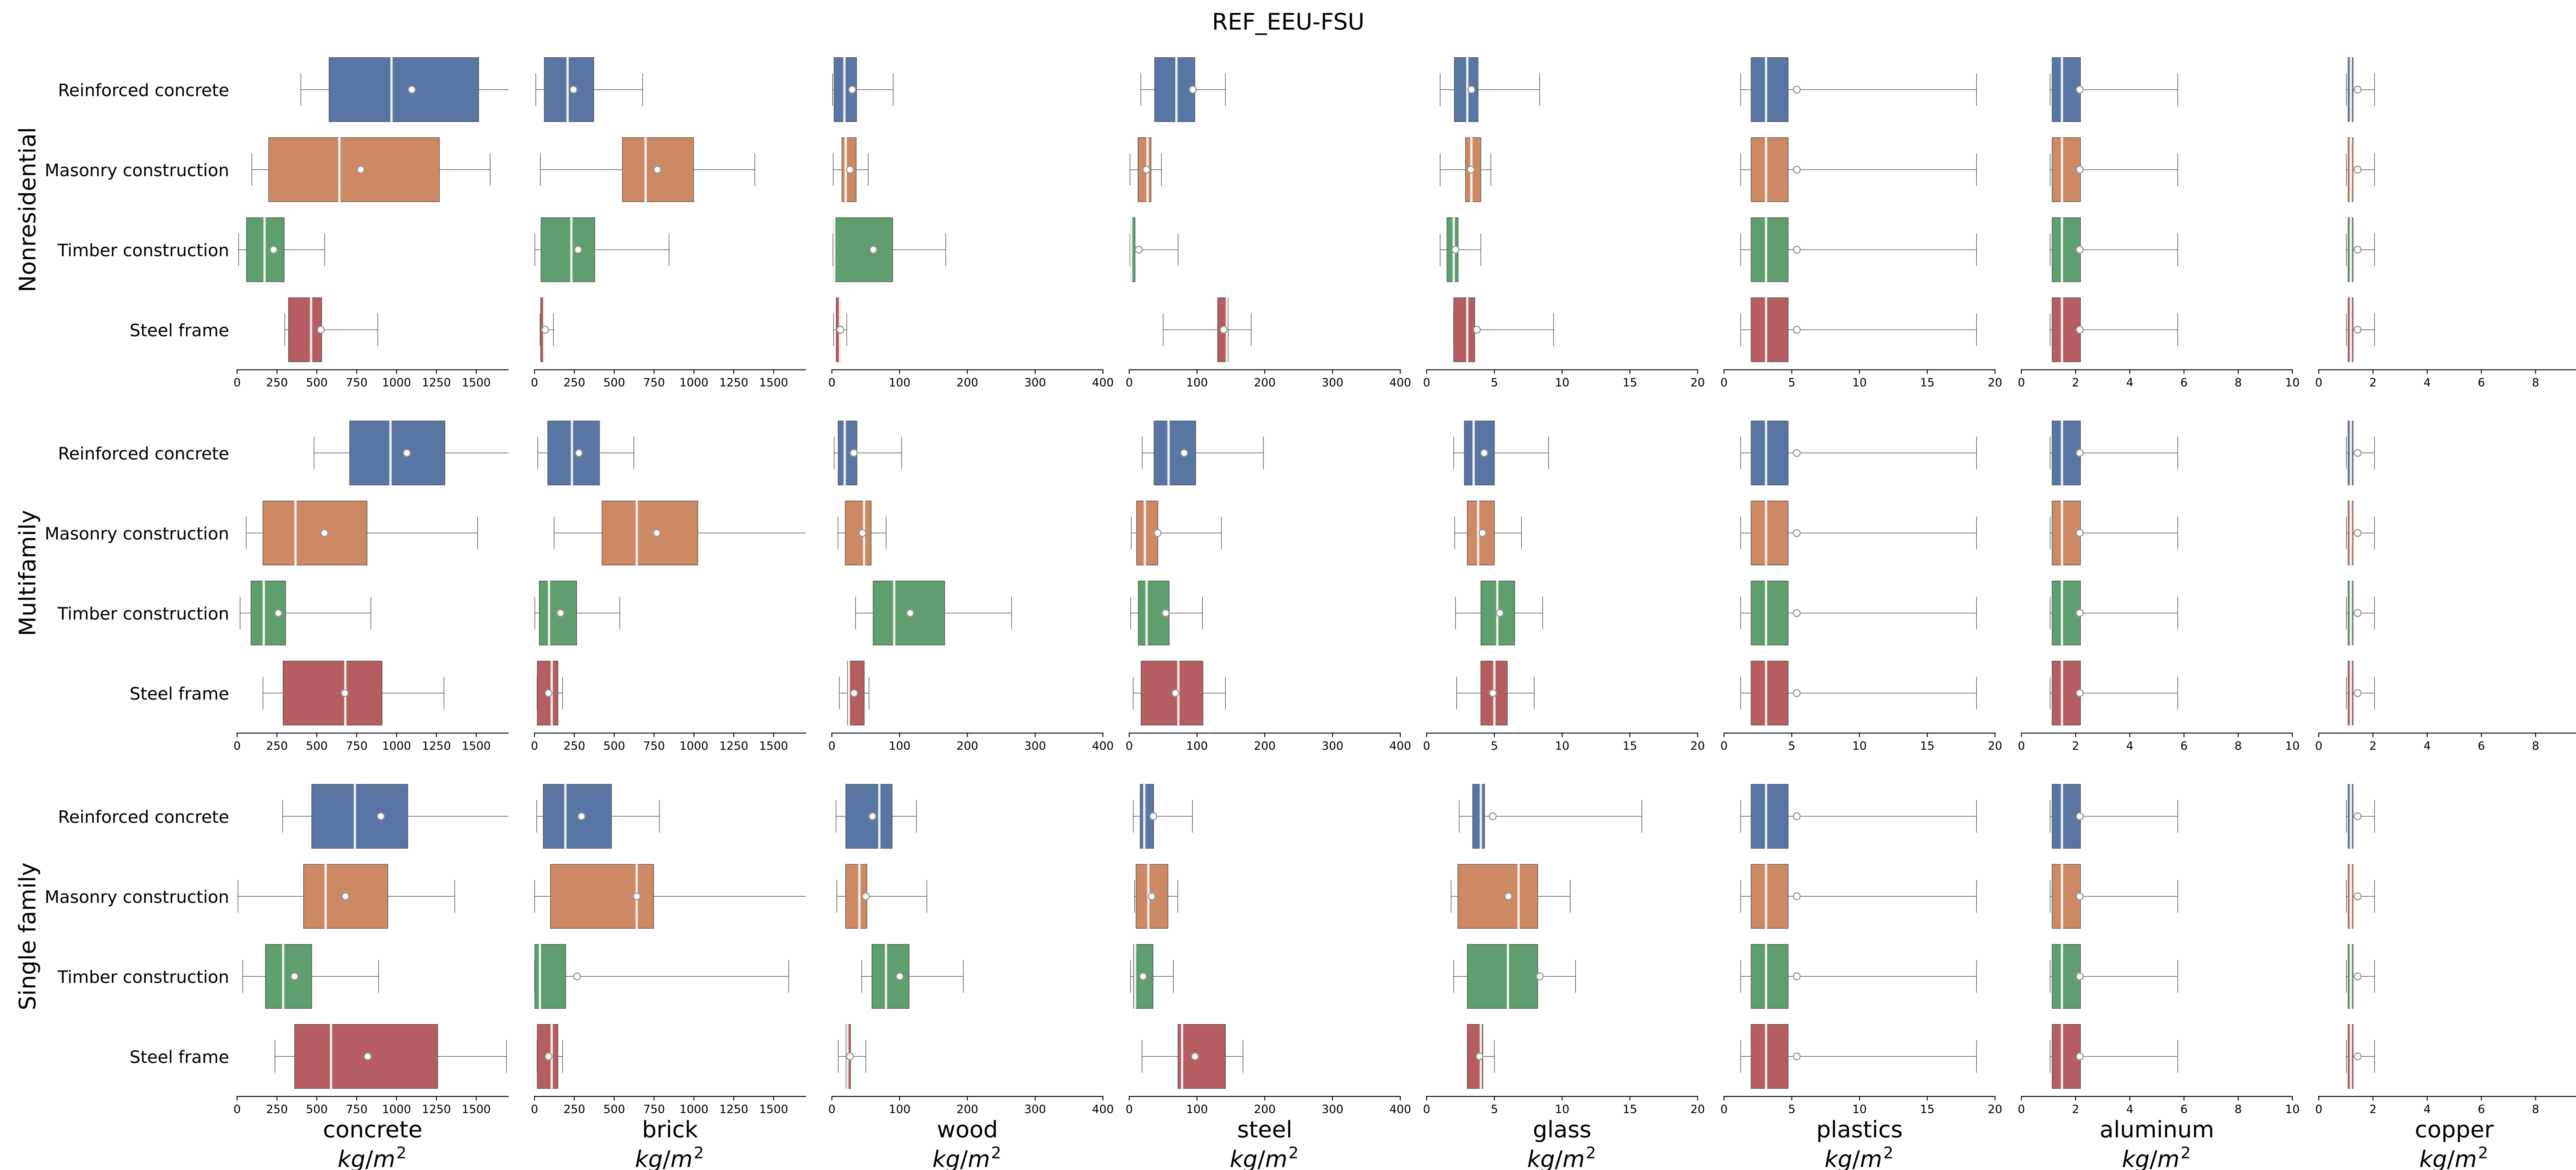 REF_EEU-FSU
Nonresidential
Reinforced concrete
Masonry construction
Timber construction
Steel frame
0 250 500 750 1000 1250 1500 0 250 500 750 1000 1250 1500 0 100 200 300 400 0 100 200 300 400 0 5 10 15 20 0 5 10 15 20 0 2 4 6 8 10 0 2 4 6 8
Multifamily
Reinforced concrete
Masonry construction
Timber construction
Steel frame
0 250 500 750 1000 1250 1500 0 250 500 750 1000 1250 1500 0 100 200 300 400 0 100 200 300 400 0 5 10 15 20 0 5 10 15 20 0 2 4 6 8 10 0 2 4 6 8
Single family
Reinforced concrete
Masonry construction
Timber construction
Steel frame
0 250 500 750 1000 1250 1500 0 250 500 750 1000 1250 1500 0 100 200 300 400 0 100 200 300 400 0 5 10 15 20 0 5 10 15 20 0 2 4 6 8 10 0 2 4 6 8
concrete brick wood steel glass plastics aluminum copper
kg/m² kg/m² kg/m² kg/m² kg/m² kg/m² kg/m² kg/m²